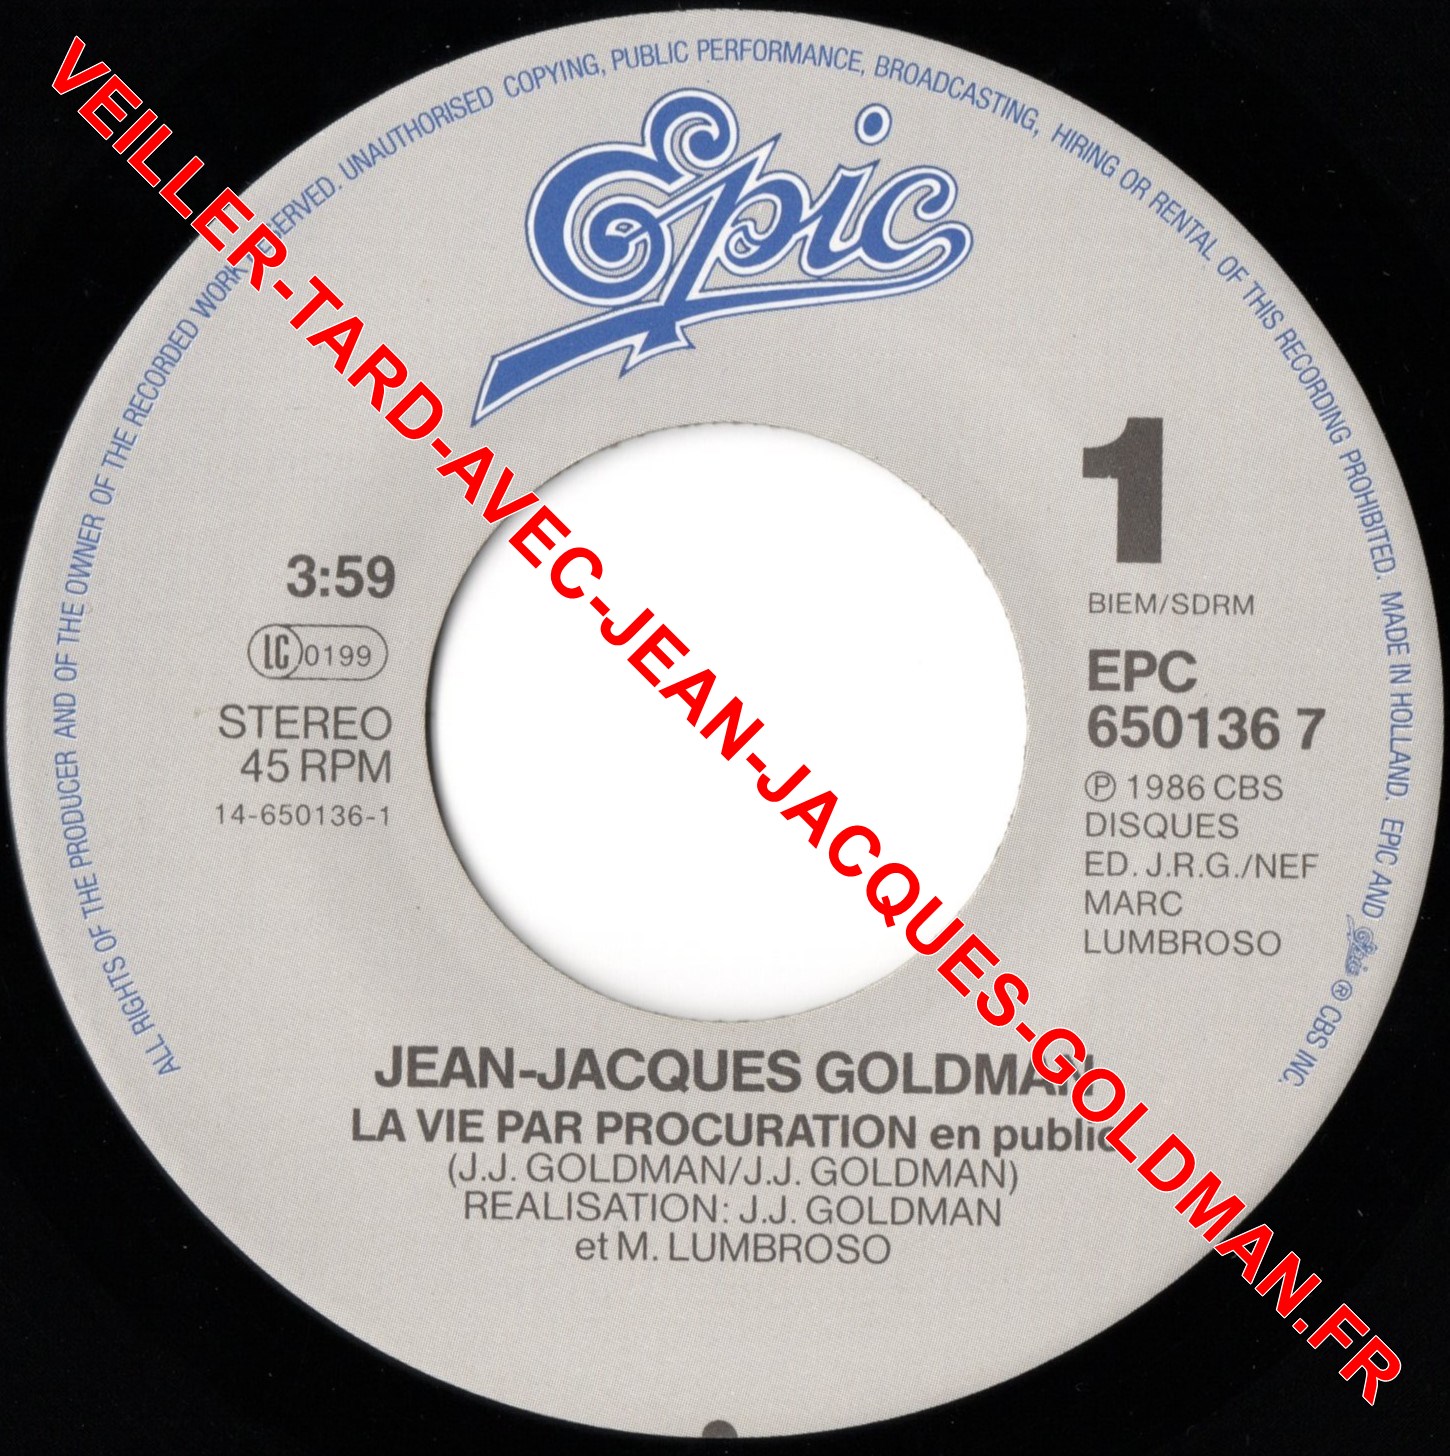 ALL RIGHTS OF THE PRODUCER AND OF THE OWNER OF THE RECORDED WORK RESERVED. UNAUTHORISED COPYING, PUBLIC PERFORMANCE, BROADCASTING, HIRING OR RENTAL OF THIS RECORDING PROHIBITED. MADE IN HOLLAND. EPIC AND Epic ® CBS INC.
VEILLER-TARD-AVEC-JEAN-JACQUES-GOLDMAN.FR
Epic
1
BIEM/SDRM
EPC
650136 7
℗ 1986 CBS
DISQUES
ED. J.R.G./NEF
MARC
LUMBROSO
3:59
LC 0199
STEREO
45 RPM
14-650136-1
JEAN-JACQUES GOLDMAN
LA VIE PAR PROCURATION en public
(J.J. GOLDMAN/J.J. GOLDMAN)
REALISATION: J.J. GOLDMAN
et M. LUMBROSO